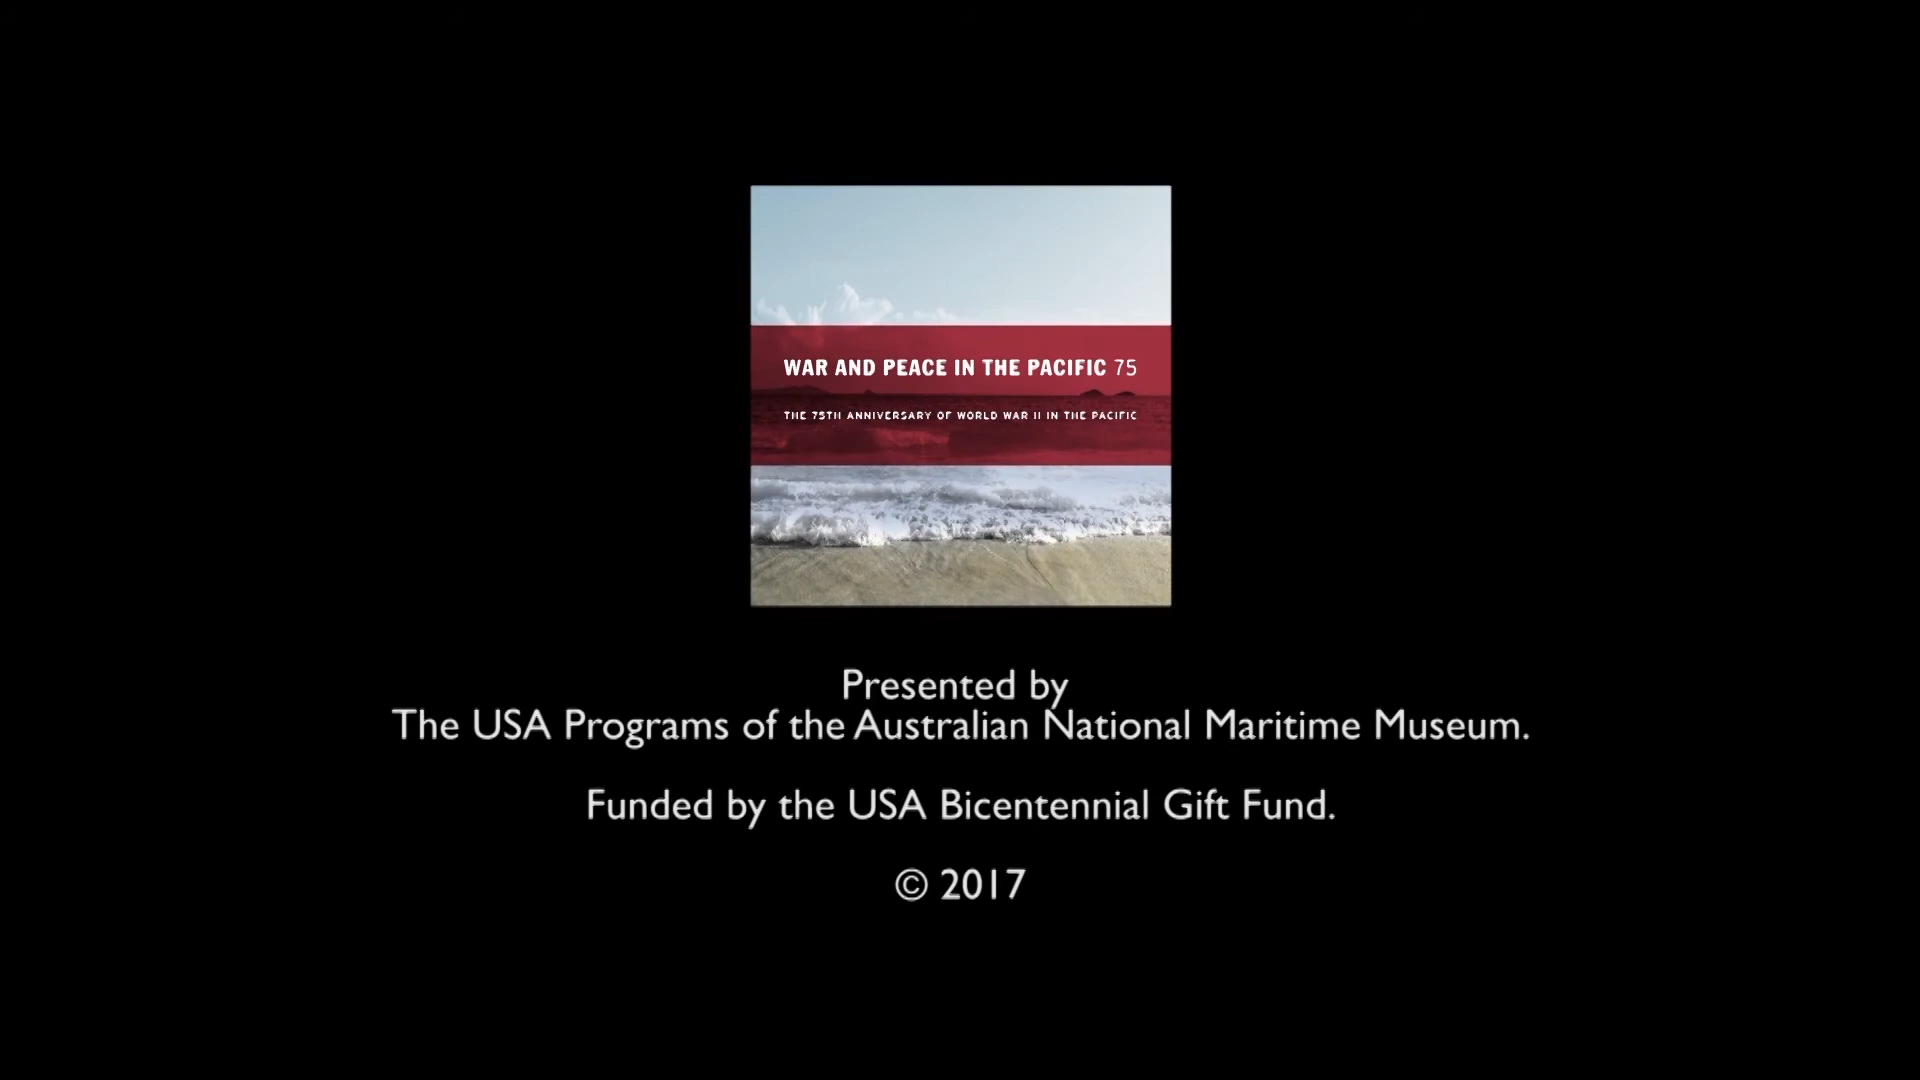 WAR AND PEACE IN THE PACIFIC 75
THE 75TH ANNIVERSARY OF WORLD WAR II IN THE PACIFIC
Presented by
The USA Programs of the Australian National Maritime Museum.
Funded by the USA Bicentennial Gift Fund.
© 2017